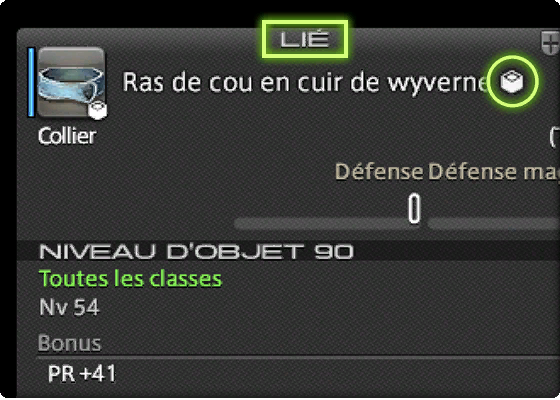 LIÉ
Ras de cou en cuir de wyverne
Collier
Défense Défense
0
NIVEAU D'OBJET 90
Toutes les classes
Nv 54
Bonus
PR +41